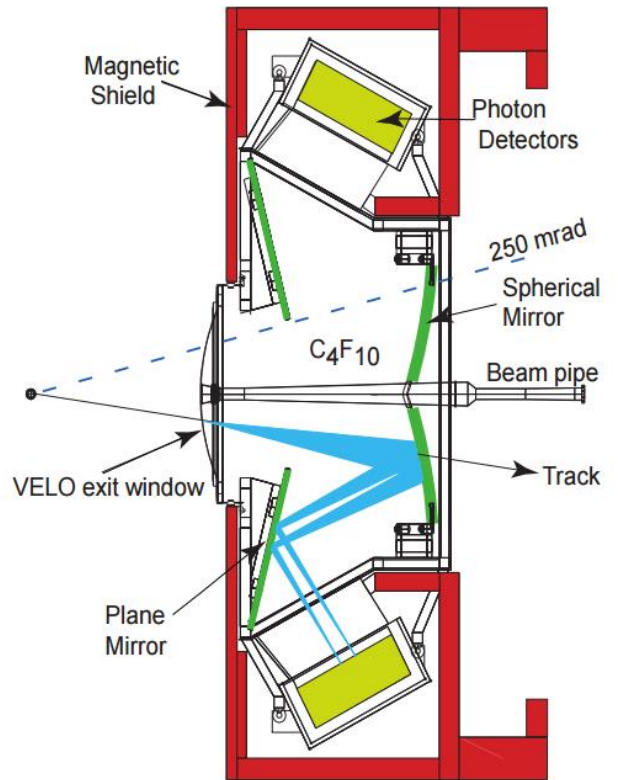 Magnetic
Shield
Photon
Detectors
250 mrad
Spherical
Mirror
C₄F₁₀
Beam pipe
VELO exit window
Track
Plane
Mirror